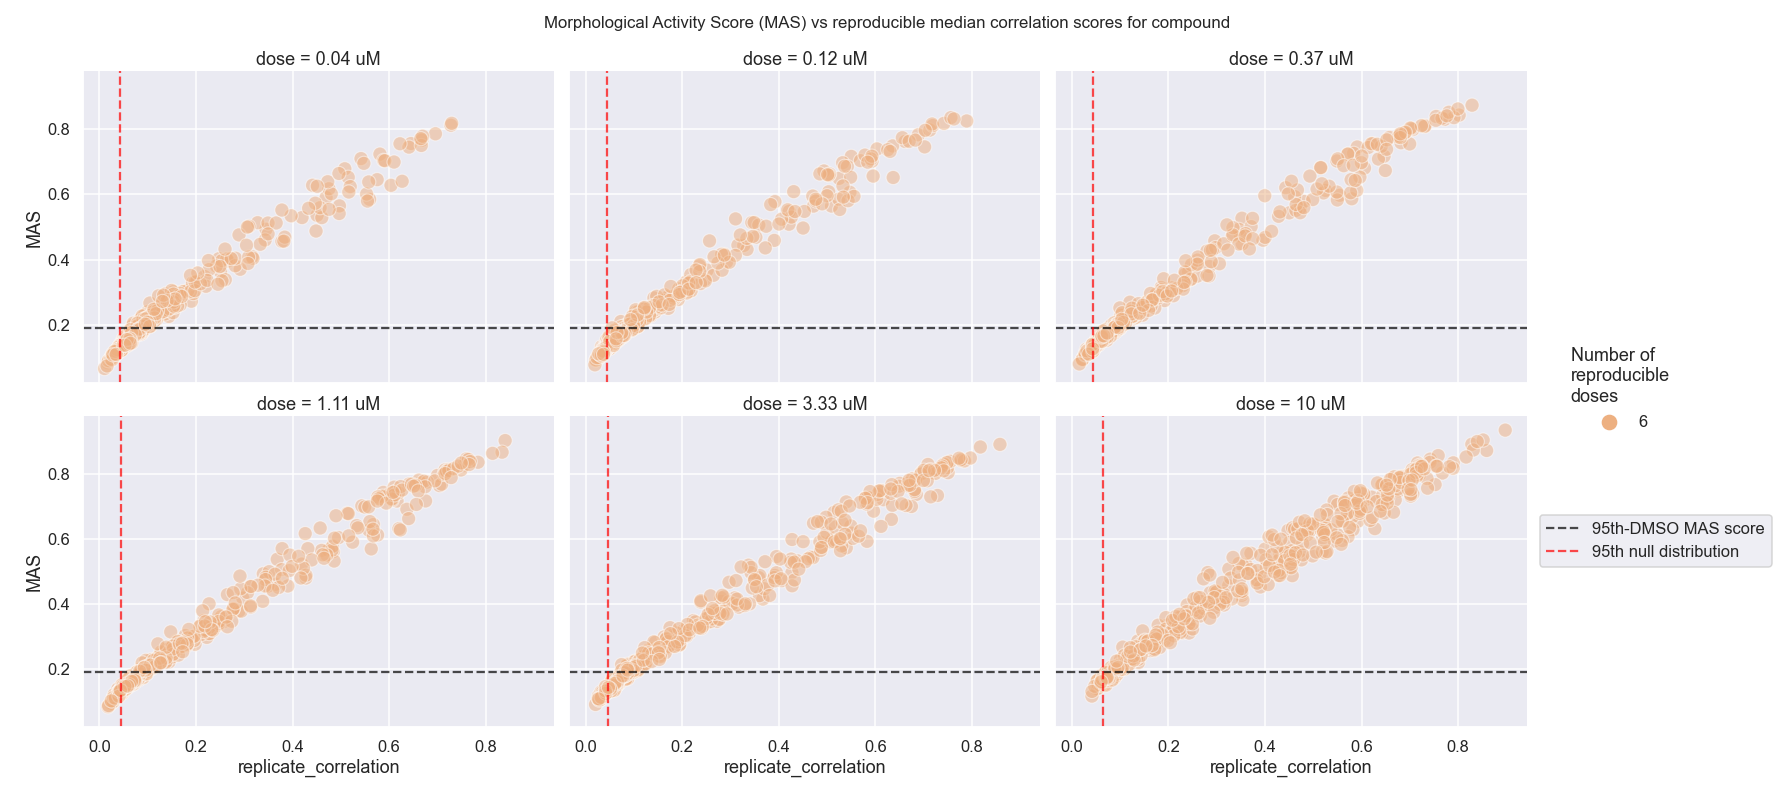 Morphological Activity Score (MAS) vs reproducible median correlation scores for compound
dose = 0.04 uM
dose = 0.12 uM
dose = 0.37 uM
MAS
0.8
0.6
0.4
0.2
dose = 1.11 uM
dose = 3.33 uM
dose = 10 uM
MAS
0.8
0.6
0.4
0.2
0.0 0.2 0.4 0.6 0.8
0.0 0.2 0.4 0.6 0.8
0.0 0.2 0.4 0.6 0.8
replicate_correlation
replicate_correlation
replicate_correlation
Number of
reproducible
doses
6
95th-DMSO MAS score
95th null distribution